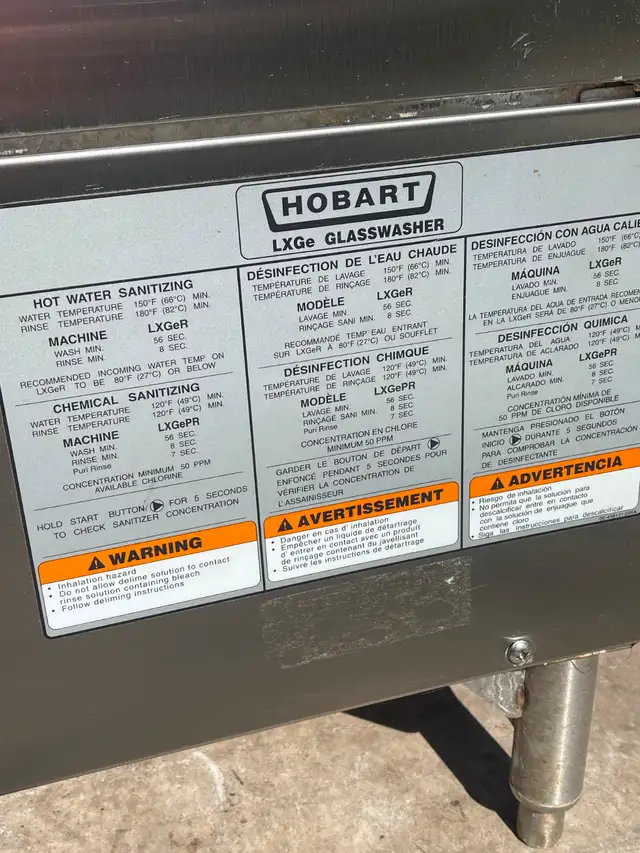 HOBART
LXGe GLASSWASHER
HOT WATER SANITIZING
WATER TEMPERATURE 150°F (66°C) MIN.
RINSE TEMPERATURE 180°F (82°C) MIN.
MACHINE LXGeR
WASH MIN. 56 SEC.
RINSE MIN. 8 SEC.
RECOMMENDED INCOMING WATER TEMP ON
LXGeR TO BE 80°F (27°C) OR BELOW
CHEMICAL SANITIZING
WATER TEMPERATURE 120°F (49°C) MIN.
RINSE TEMPERATURE 120°F (49°C) MIN.
MACHINE LXGePR
WASH MIN. 56 SEC.
RINSE MIN. 8 SEC.
Puri Rinse 7 SEC.
CONCENTRATION MINIMUM 50 PPM
AVAILABLE CHLORINE
HOLD START BUTTON FOR 5 SECONDS
TO CHECK SANITIZER CONCENTRATION
WARNING
• Inhalation hazard
• Do not allow delime solution to contact
rinse solution containing bleach
• Follow deliming instructions
DÉSINFECTION DE L'EAU CHAUDE
TEMPÉRATURE DE LAVAGE 150°F (66°C) MIN.
TEMPÉRATURE DE RINÇAGE 180°F (82°C) MIN.
MODÈLE LXGeR
LAVAGE MIN. 56 SEC.
RINÇAGE SANI MIN. 8 SEC.
RECOMMANDÉ TEMP EAU ENTRANT
SUR LXGeR À 80°F (27°C) OU SOUFFLET
DÉSINFECTION CHIMQUE
TEMPÉRATURE DE LAVAGE 120°F (49°C) MIN.
TEMPÉRATURE DE RINÇAGE 120°F (49°C) MIN.
MODÈLE LXGePR
LAVAGE MIN. 56 SEC.
RINÇAGE SANI MIN. 8 SEC.
Puri Rinse 7 SEC.
CONCENTRATION EN CHLORE
MINIMUM 50 PPM
GARDER LE BOUTON DE DÉPART
ENFONCÉ PENDANT 5 SECONDES POUR
VÉRIFIER LA CONCENTRATION DE
L'ASSAINISSEUR
AVERTISSEMENT
• Danger en cas d' inhalation
• Empêcher un liquide de détartrage
d' entrer en contact avec un produit
de rinçage contenant du javellisant
• Suivre les instructions de détartrage
DESINFECCIÓN CON AGUA CALIE
TEMPERATURA DE LAVADO 150°F (66°C)
TEMPERATURA DE ENJUAGUE 180°F (82°C)
MÁQUINA LXGeR
LAVADO MIN. 56 SEC.
ENJUAGUE MIN. 8 SEC.
LA TEMPERATURA DEL AGUA DE ENTRADA RECOMEN
EN LA LXGeR SERÁ DE 80°F (27°C) O MENO
DESINFECCIÓN QUIMICA
TEMPERATURA DEL AGUA 120°F (49°C) M
TEMPERATURA DE ACLARADO 120°F (49°C) M
MÁQUINA LXGePR
LAVADO MIN. 56 SEC.
ALCARADO MIN. 8 SEC.
Puri Rinse 7 SEC.
CONCENTRACIÓN MÍNIMA DE
50 PPM DE CLORO DISPONIBLE
MANTENGA PRESIONADO EL BOTÓN
INICIO DURANTE 5 SEGUNDOS
PARA COMPROBAR LA CONCENTRACIÓN
DE DESINFECTANTE
ADVERTENCIA
• Riesgo de inhalación
• No permita que la solución para
descalcificar entre en contacto
con la solución de enjuague que
contiene cloro
• Siga las instrucciones para descalcificar